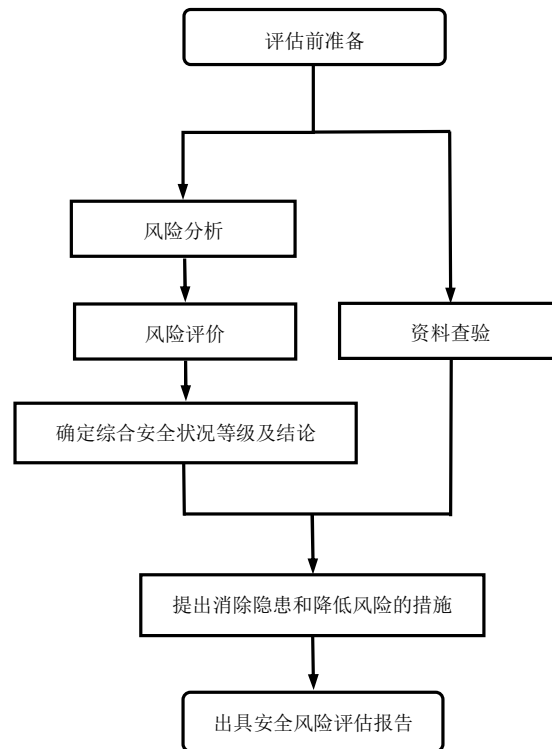 评估前准备
风险分析
风险评价
资料查验
确定综合安全状况等级及结论
提出消除隐患和降低风险的措施
出具安全风险评估报告